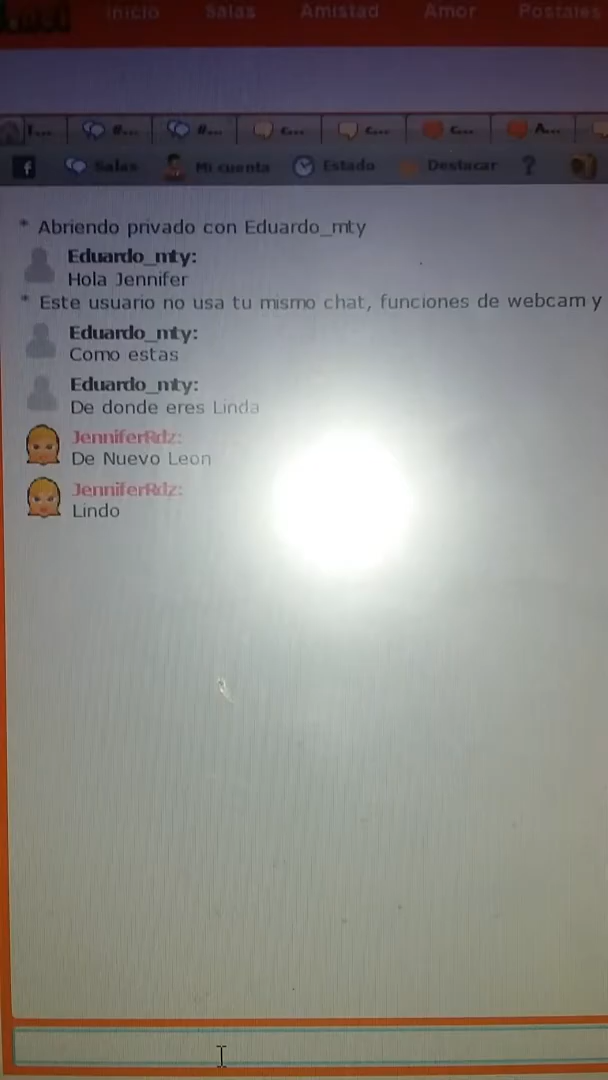 Inicio Salas Amistad Amor Postales
Salas Mi cuenta Estado Destacar ?
* Abriendo privado con Eduardo_mty
Eduardo_mty:
Hola Jennifer
* Este usuario no usa tu mismo chat, funciones de webcam y
Eduardo_mty:
Como estas
Eduardo_mty:
De donde eres Linda
JenniferRdz:
De Nuevo Leon
JenniferRdz:
Lindo